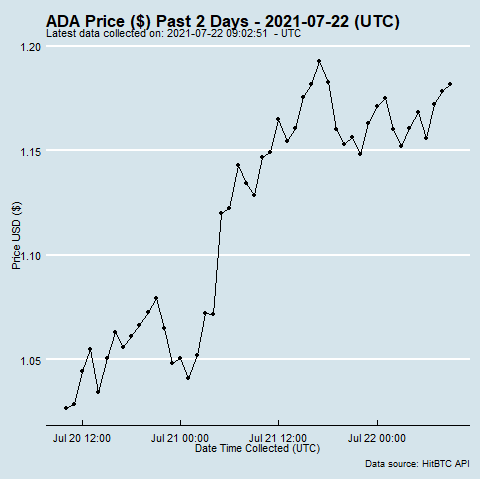 ADA Price ($) Past 2 Days - 2021-07-22 (UTC)
Latest data collected on: 2021-07-22 09:02:51  - UTC
1.20
1.15
1.10
1.05
Price USD ($)
Jul 20 12:00 Jul 21 00:00 Jul 21 12:00 Jul 22 00:00
Date Time Collected (UTC)
Data source: HitBTC API